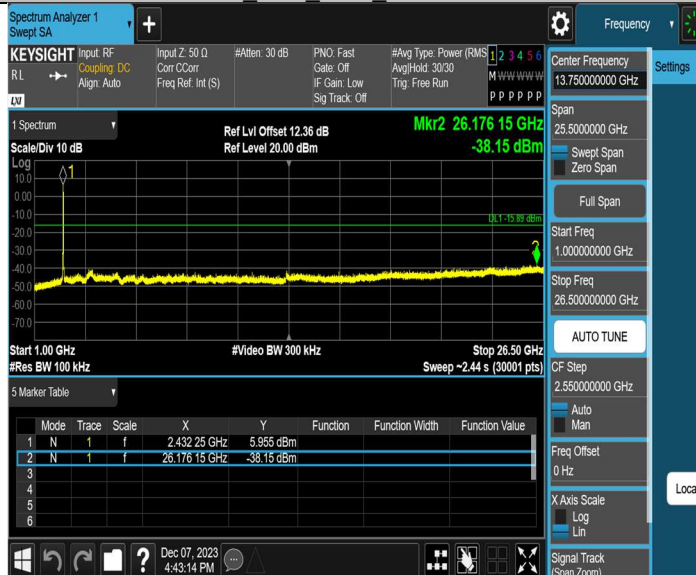 Spectrum Analyzer 1
Swept SA
+
Frequency
KEYSIGHT
RL
LXI
Input: RF
Coupling: DC
Align: Auto
Input Z: 50 Ω
Corr CCorr
Freq Ref: Int (S)
#Atten: 30 dB
PNO: Fast
Gate: Off
IF Gain: Low
Sig Track: Off
#Avg Type: Power (RMS
Avg|Hold: 30/30
Trig: Free Run
1 2 3 4 5 6
M W W W W W
P P P P P P
1 Spectrum
Scale/Div 10 dB
Ref Lvl Offset 12.36 dB
Ref Level 20.00 dBm
Mkr2 26.176 15 GHz
-38.15 dBm
Log
10.0
0.00
-10.0
-20.0
-30.0
-40.0
-50.0
-60.0
-70.0
1
DL1 -15.89 dBm
2
Start 1.00 GHz
#Res BW 100 kHz
#Video BW 300 kHz
Stop 26.50 GHz
Sweep ~2.44 s (30001 pts)
5 Marker Table
Mode Trace Scale X Y Function Function Width Function Value
1 N 1 f 2.432 25 GHz 5.955 dBm
2 N 1 f 26.176 15 GHz -38.15 dBm
3
4
5
6
?
Dec 07, 2023
4:43:14 PM
Center Frequency
13.750000000 GHz
Settings
Span
25.5000000 GHz
Swept Span
Zero Span
Full Span
Start Freq
1.000000000 GHz
Stop Freq
26.500000000 GHz
AUTO TUNE
CF Step
2.550000000 GHz
Auto
Man
Freq Offset
0 Hz
Loca
X Axis Scale
Log
Lin
Signal Track
(Span Zoom)